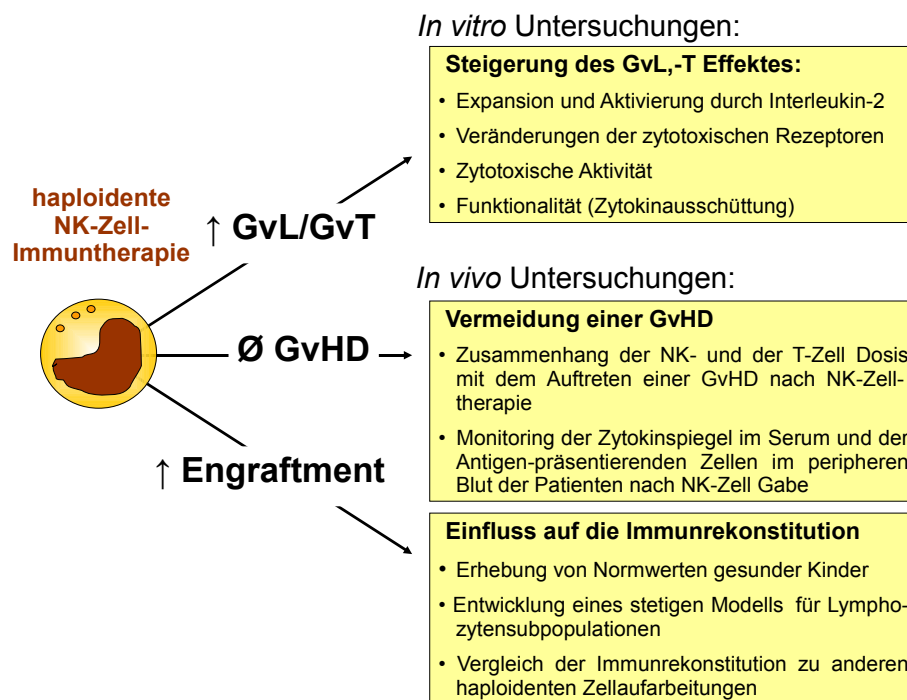 haploidente
NK-Zell-
Immuntherapie
↑ GvL/GvT
Ø GvHD
↑ Engraftment
In vitro Untersuchungen:
Steigerung des GvL,-T Effektes:
• Expansion und Aktivierung durch Interleukin-2
• Veränderungen der zytotoxischen Rezeptoren
• Zytotoxische Aktivität
• Funktionalität (Zytokinausschüttung)
In vivo Untersuchungen:
Vermeidung einer GvHD
• Zusammenhang der NK- und der T-Zell Dosis
mit dem Auftreten einer GvHD nach NK-Zell-
therapie
• Monitoring der Zytokinspiegel im Serum und der
Antigen-präsentierenden Zellen im peripheren
Blut der Patienten nach NK-Zell Gabe
Einfluss auf die Immunrekonstitution
• Erhebung von Normwerten gesunder Kinder
• Entwicklung eines stetigen Modells für Lympho-
zytensubpopulationen
• Vergleich der Immunrekonstitution zu anderen
haploidenten Zellaufarbeitungen